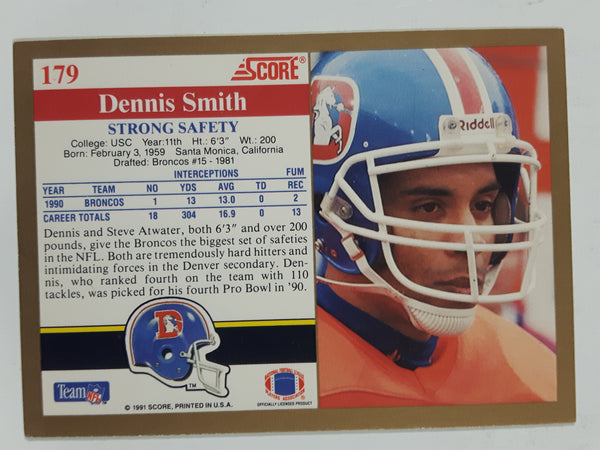 179
SCORE®
Dennis Smith
STRONG SAFETY
College: USC Year:11th Ht.: 6'3" Wt.: 200
Born: February 3, 1959 Santa Monica, California
Drafted: Broncos #15 - 1981
INTERCEPTIONS FUM
YEAR TEAM NO YDS AVG TD REC
1990 BRONCOS 1 13 13.0 0 2
CAREER TOTALS 18 304 16.9 0 13
Dennis and Steve Atwater, both 6'3" and over 200
pounds, give the Broncos the biggest set of safeties
in the NFL. Both are tremendously hard hitters and
intimidating forces in the Denver secondary. Den-
nis, who ranked fourth on the team with 110
tackles, was picked for his fourth Pro Bowl in '90.
D
TM
Team NFL
© 1991 SCORE, PRINTED IN U.S.A.
NATIONAL FOOTBALL LEAGUE
PLAYERS ASSOCIATION
OFFICIALLY LICENSED PRODUCT
Riddell